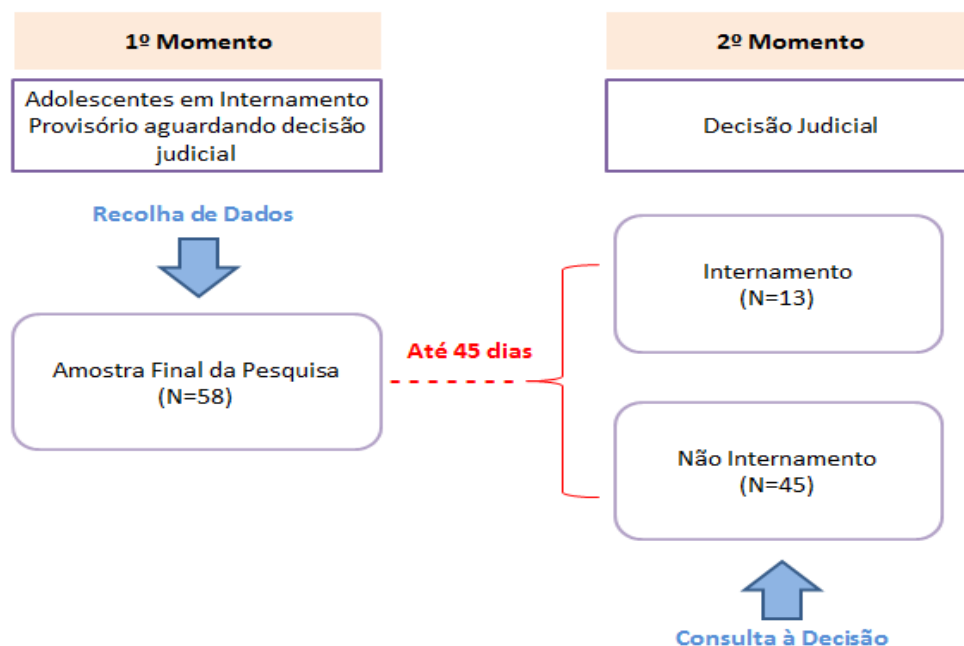 1º Momento
Adolescentes em Internamento
Provisório aguardando decisão
judicial
Recolha de Dados
Amostra Final da Pesquisa
(N=58)
Até 45 dias
2º Momento
Decisão Judicial
Internamento
(N=13)
Não Internamento
(N=45)
Consulta à Decisão